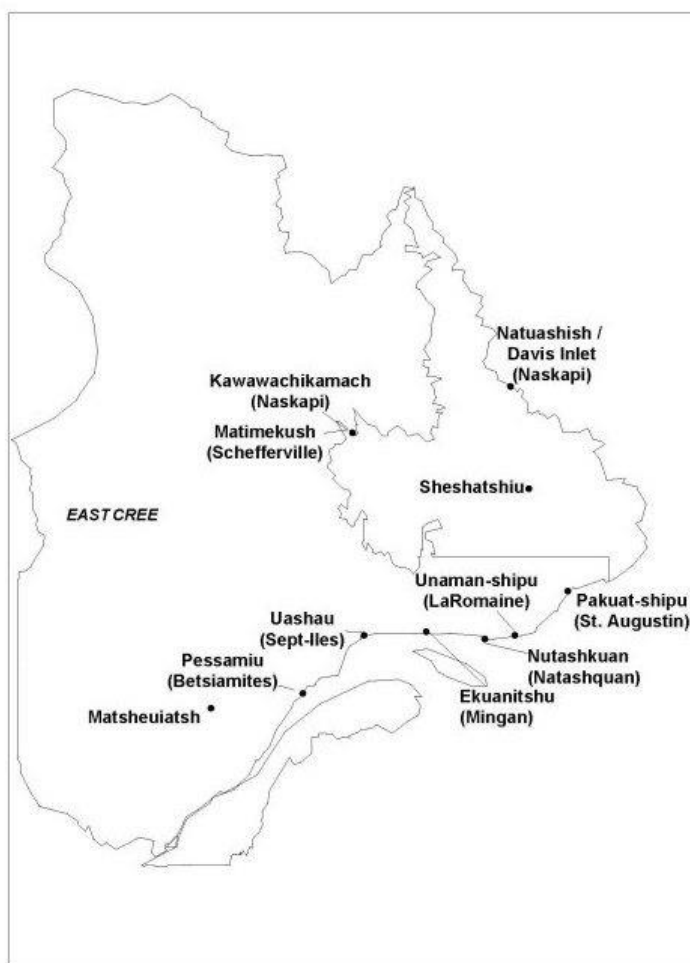 Natuashish /
Davis Inlet
(Naskapi)
Kawawachikamach
(Naskapi)
Matimekush
(Schefferville)
Sheshatshiu
EAST CREE
Unaman-shipu
(LaRomaine)
Pakuat-shipu
(St. Augustin)
Uashau
(Sept-Iles)
Nutashkuan
(Natashquan)
Pessamiu
(Betsiamites)
Ekuanitshu
(Mingan)
Matsheuiatsh